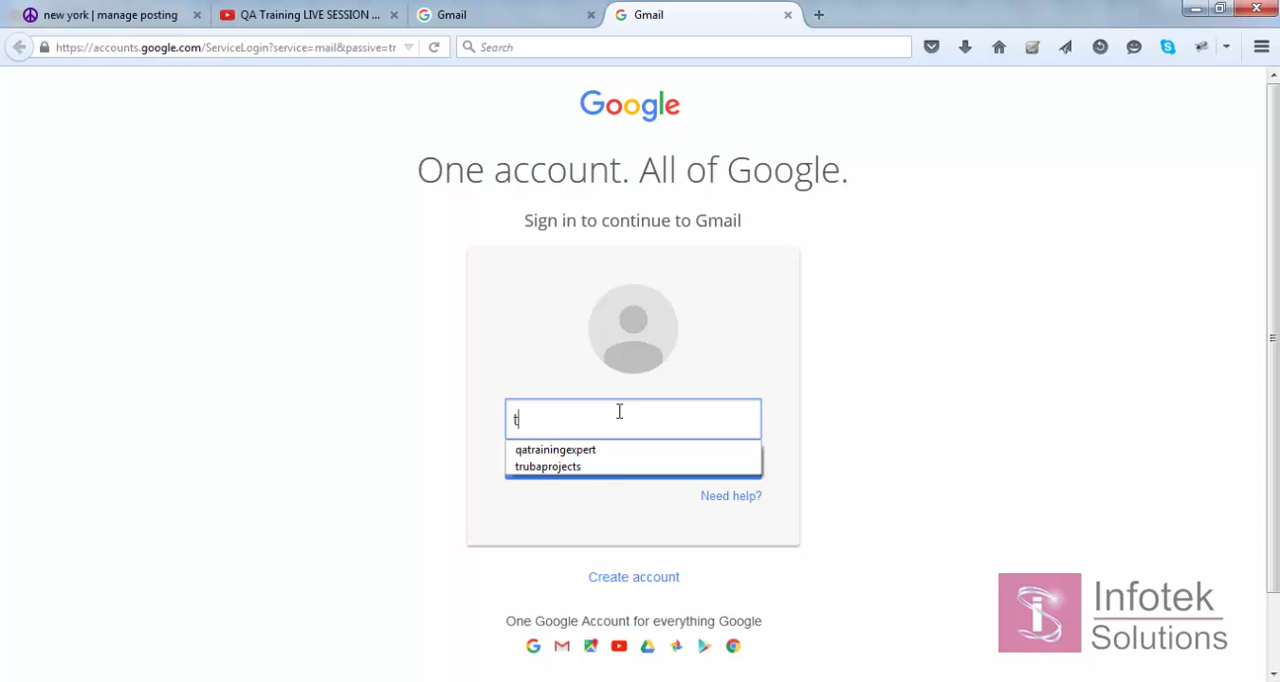 new york | manage posting
QA Training LIVE SESSION ...
Gmail
Gmail
https://accounts.google.com/ServiceLogin?service=mail&passive=tr
Search
Google
One account. All of Google.
Sign in to continue to Gmail
t
qatrainingexpert
trubaprojects
Need help?
Create account
One Google Account for everything Google
Infotek
Solutions